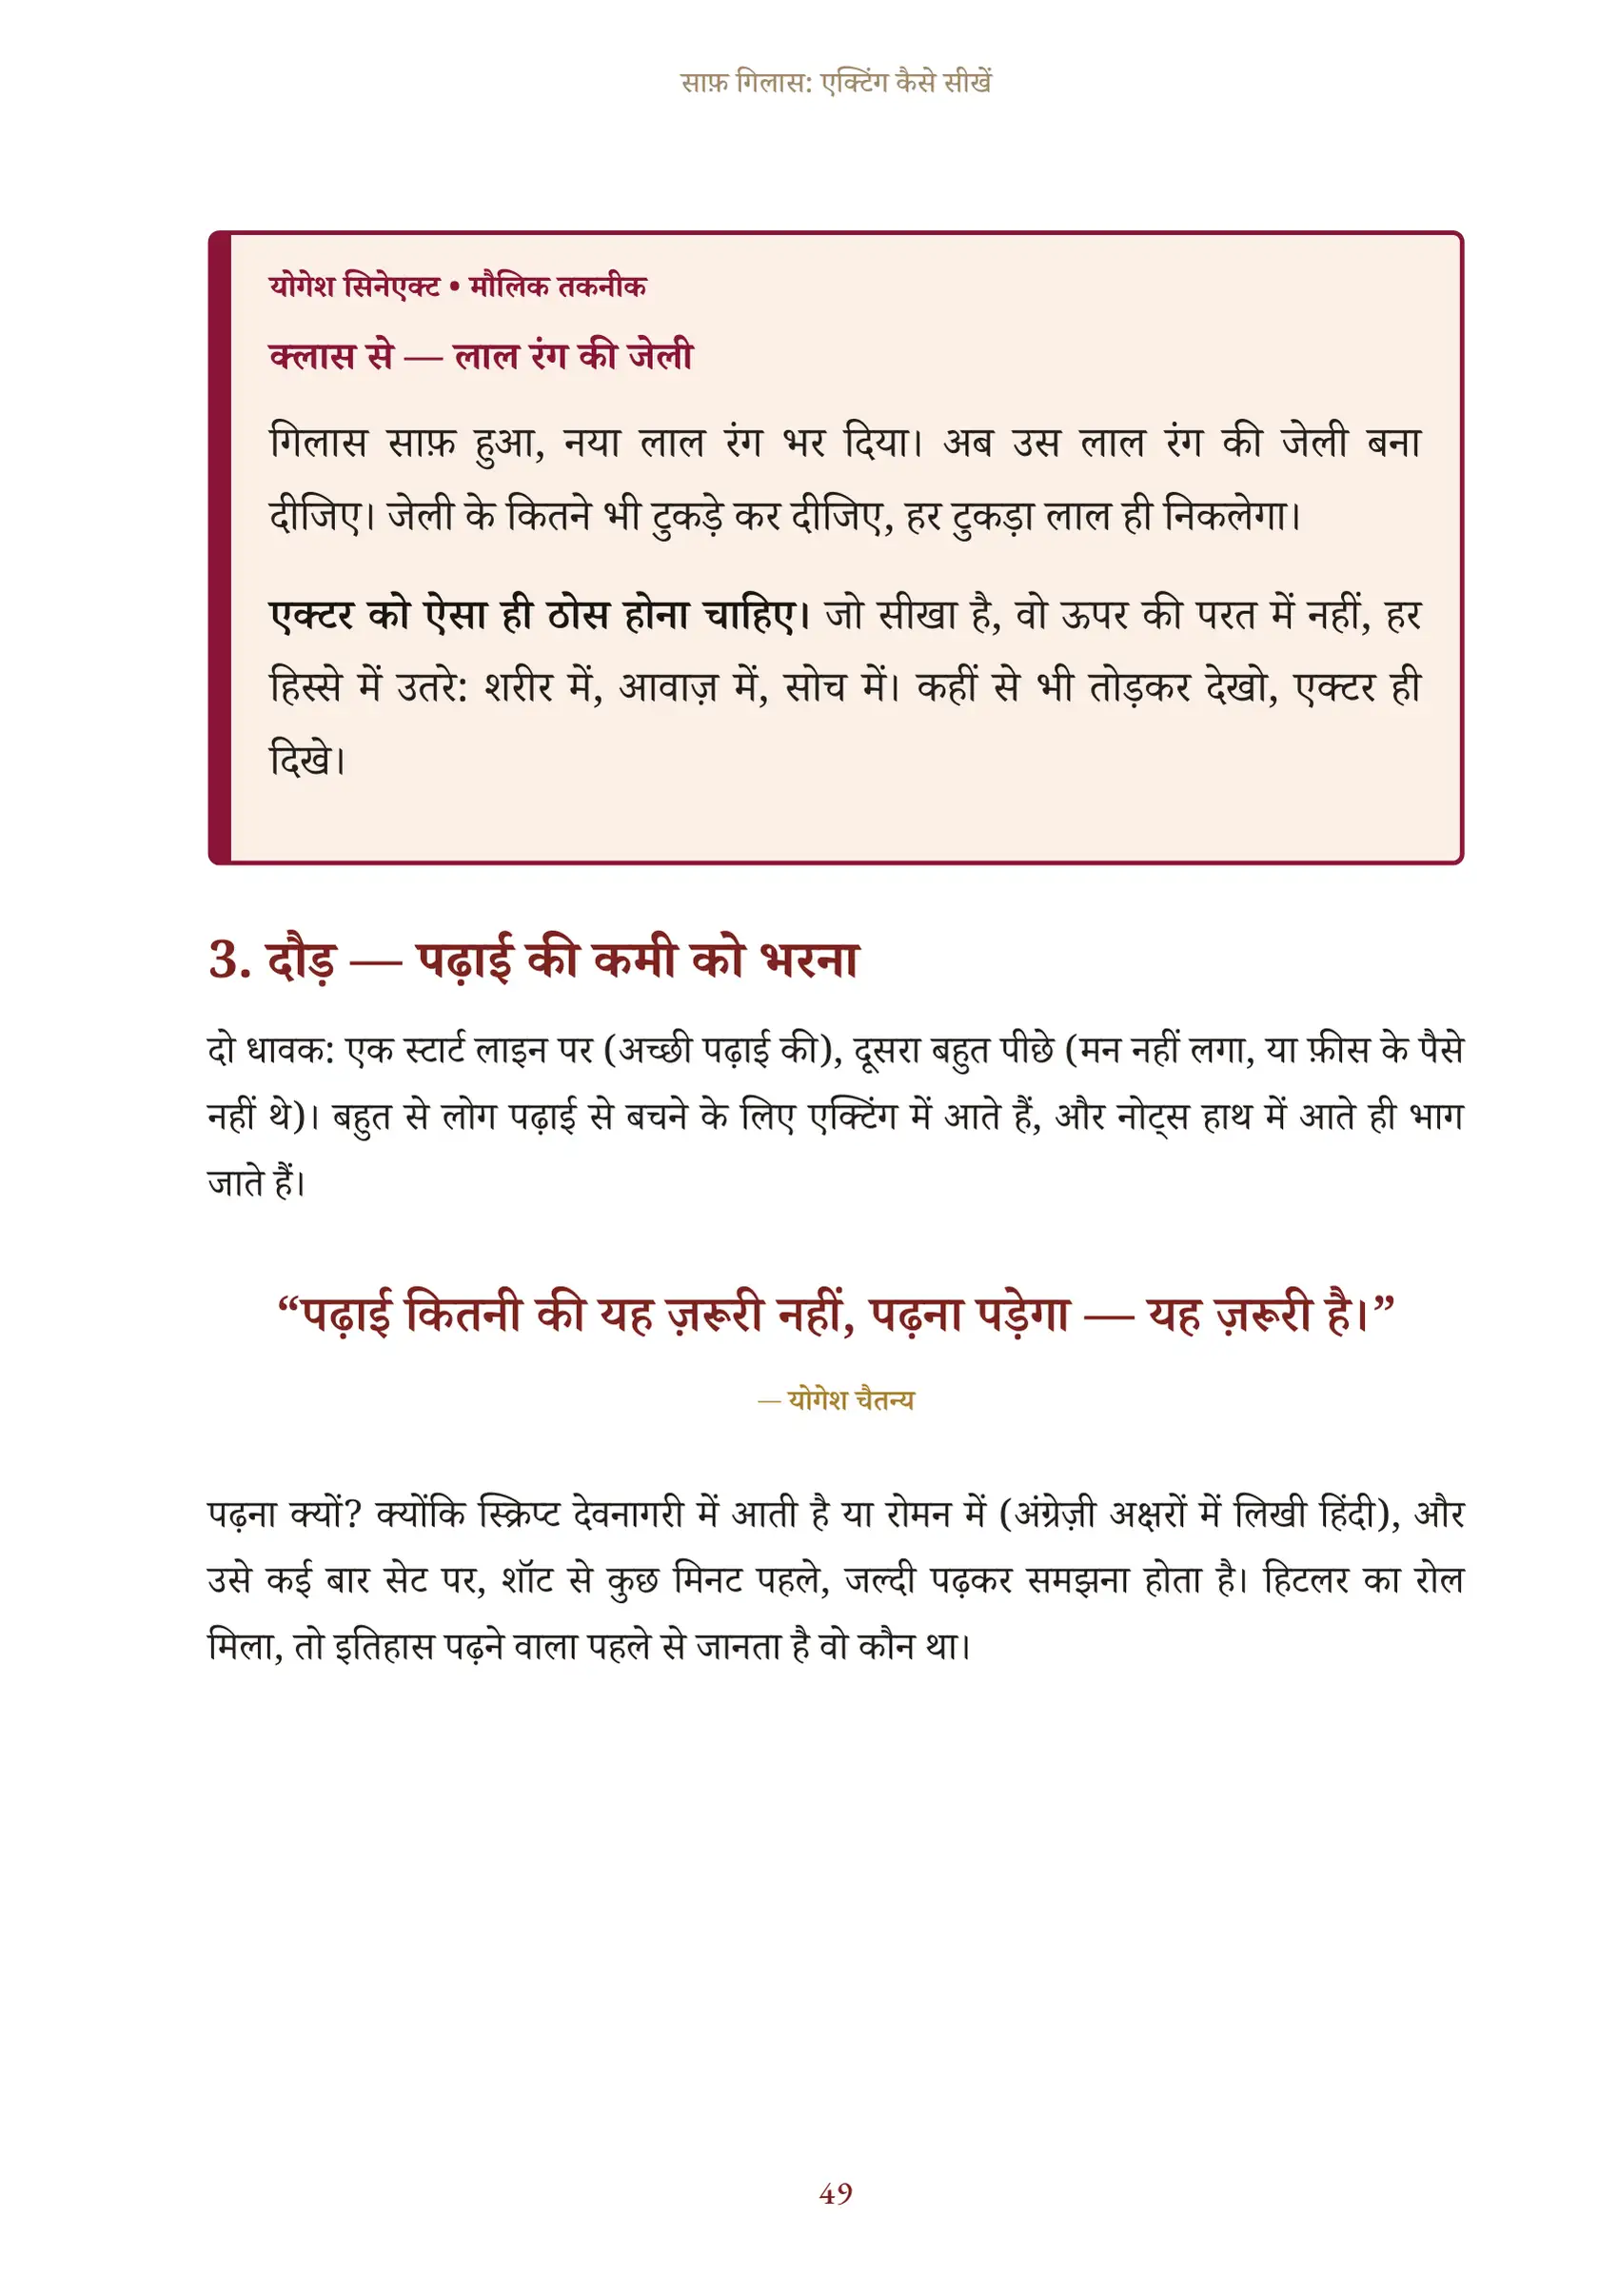 साफ़ गिलास: एक्टिंग कैसे सीखें
योगेश सिनेएक्ट • मौलिक तकनीक
क्लास से — लाल रंग की जेली
गिलास साफ़ हुआ, नया लाल रंग भर दिया। अब उस लाल रंग की जेली बना
दीजिए। जेली के कितने भी टुकड़े कर दीजिए, हर टुकड़ा लाल ही निकलेगा।
एक्टर को ऐसा ही ठोस होना चाहिए। जो सीखा है, वो ऊपर की परत में नहीं, हर
हिस्से में उतरे: शरीर में, आवाज़ में, सोच में। कहीं से भी तोड़कर देखो, एक्टर ही
दिखे।
3. दौड़ — पढ़ाई की कमी को भरना
दो धावक: एक स्टार्ट लाइन पर (अच्छी पढ़ाई की), दूसरा बहुत पीछे (मन नहीं लगा, या फ़ीस के पैसे
नहीं थे)। बहुत से लोग पढ़ाई से बचने के लिए एक्टिंग में आते हैं, और नोट्स हाथ में आते ही भाग
जाते हैं।
“पढ़ाई कितनी की यह ज़रूरी नहीं, पढ़ना पड़ेगा — यह ज़रूरी है।”
— योगेश चैतन्य
पढ़ना क्यों? क्योंकि स्क्रिप्ट देवनागरी में आती है या रोमन में (अंग्रेज़ी अक्षरों में लिखी हिंदी), और
उसे कई बार सेट पर, शॉट से कुछ मिनट पहले, जल्दी पढ़कर समझना होता है। हिटलर का रोल
मिला, तो इतिहास पढ़ने वाला पहले से जानता है वो कौन था।
49